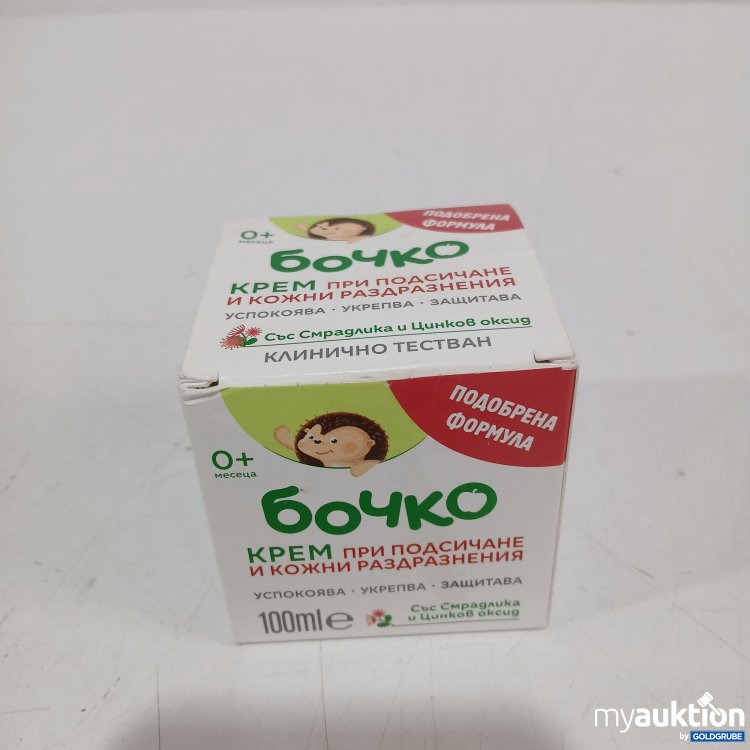 ПОДОБРЕНА
ФОРМУЛА
0+
месеца
бочко
КРЕМ ПРИ ПОДСИЧАНЕ
И КОЖНИ РАЗДРАЗНЕНИЯ
УСПОКОЯВА · УКРЕПВА · ЗАЩИТАВА
Със Смрадлика и Цинков оксид
КЛИНИЧНО ТЕСТВАН
ПОДОБРЕНА
ФОРМУЛА
0+
месеца
бочко
КРЕМ ПРИ ПОДСИЧАНЕ
И КОЖНИ РАЗДРАЗНЕНИЯ
УСПОКОЯВА · УКРЕПВА · ЗАЩИТАВА
100ml℮
Със Смрадлика
и Цинков оксид
myauktion
by GOLDGRUBE